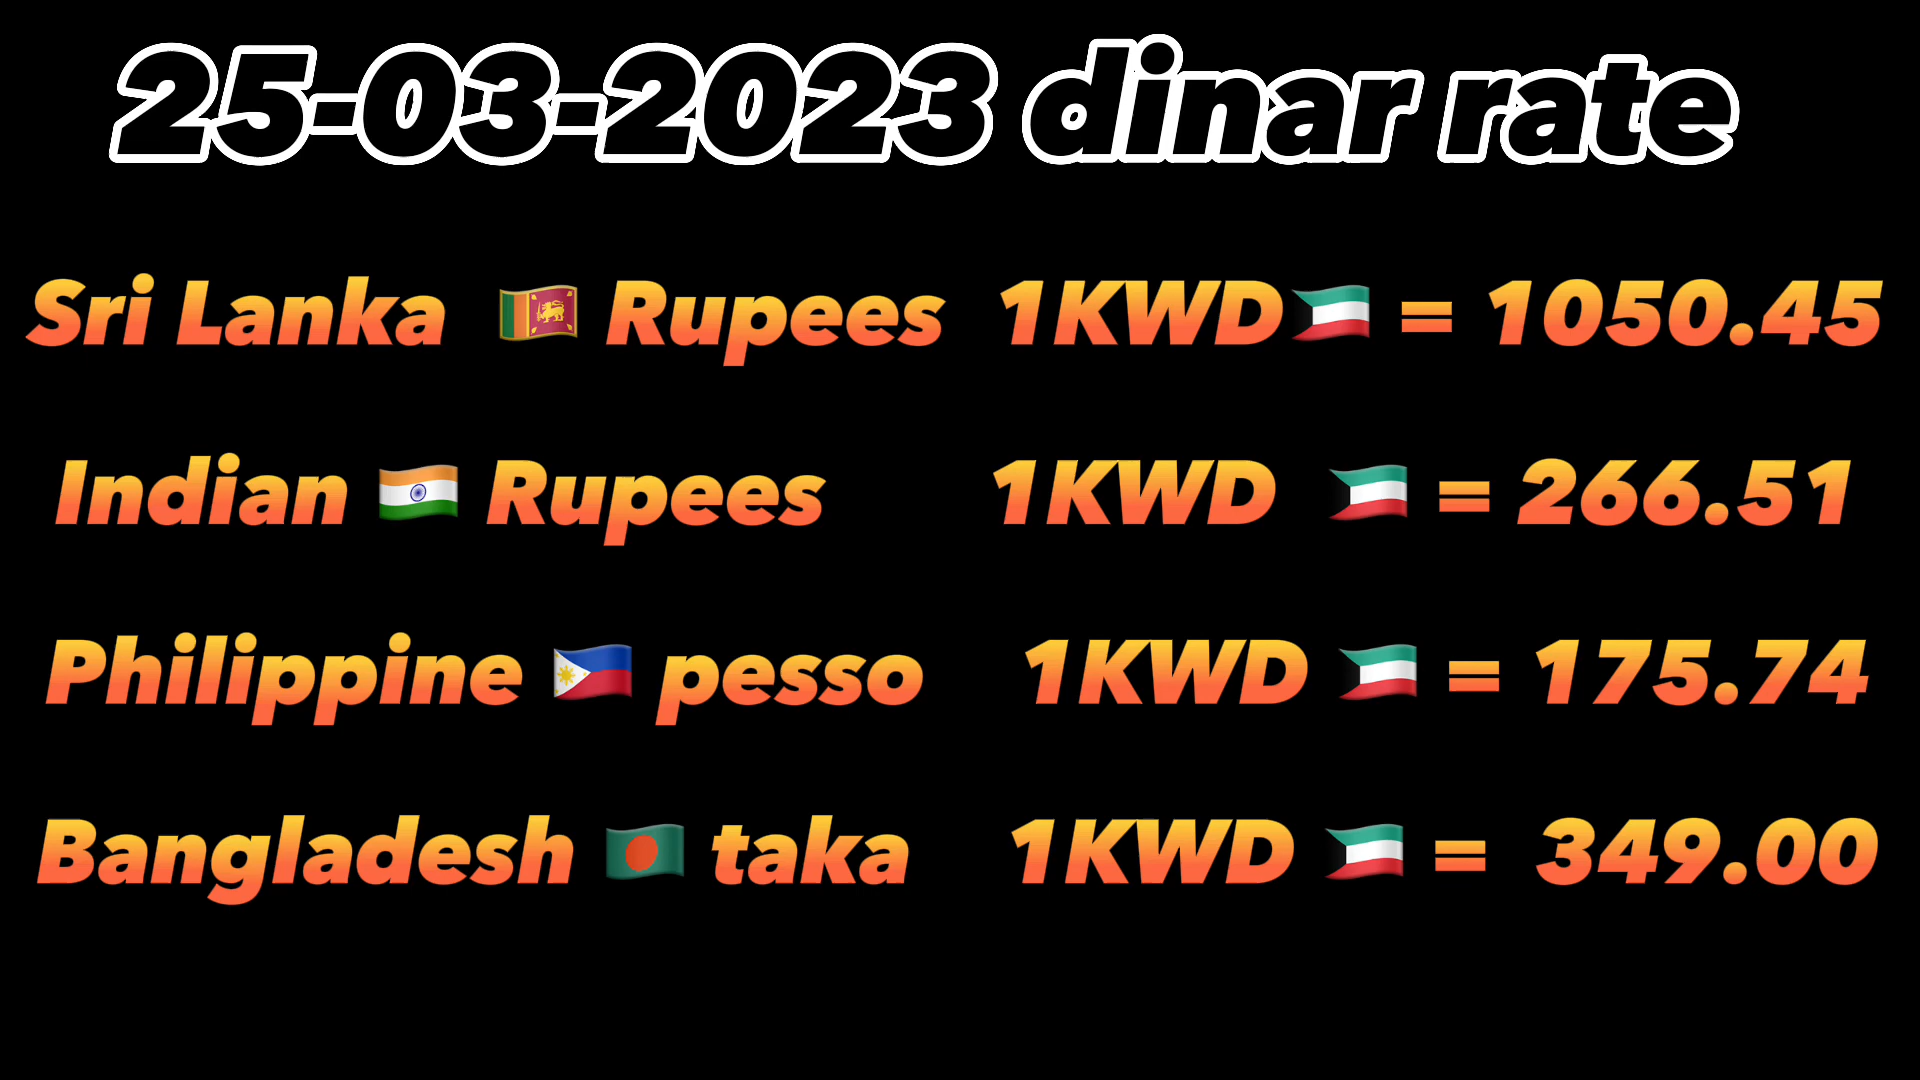 25-03-2023 dinar rate
Sri Lanka 🇱🇰 Rupees 1KWD🇰🇼 = 1050.45
Indian 🇮🇳 Rupees 1KWD 🇰🇼 = 266.51
Philippine 🇵🇭 pesso 1KWD 🇰🇼 = 175.74
Bangladesh 🇧🇩 taka 1KWD 🇰🇼 = 349.00